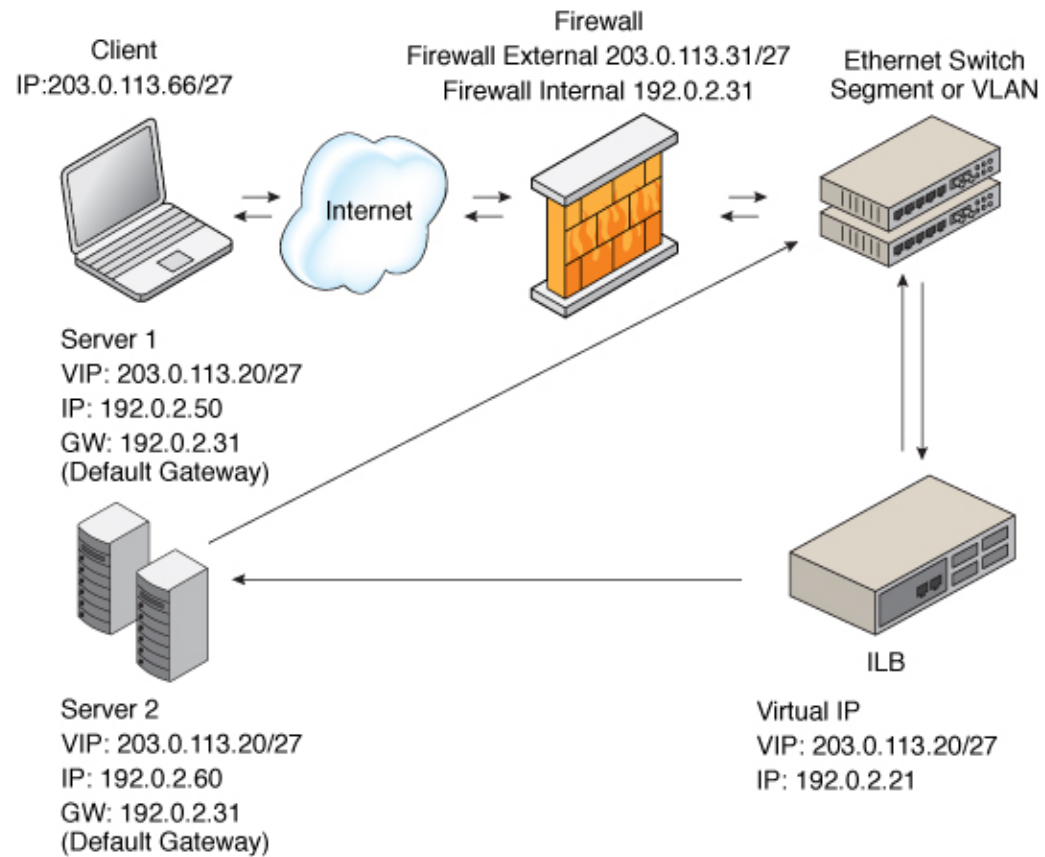 Client
IP:203.0.113.66/27
Firewall
Firewall External 203.0.113.31/27
Firewall Internal 192.0.2.31
Ethernet Switch
Segment or VLAN
Internet
Server 1
VIP: 203.0.113.20/27
IP: 192.0.2.50
GW: 192.0.2.31
(Default Gateway)
ILB
Server 2
VIP: 203.0.113.20/27
IP: 192.0.2.60
GW: 192.0.2.31
(Default Gateway)
Virtual IP
VIP: 203.0.113.20/27
IP: 192.0.2.21